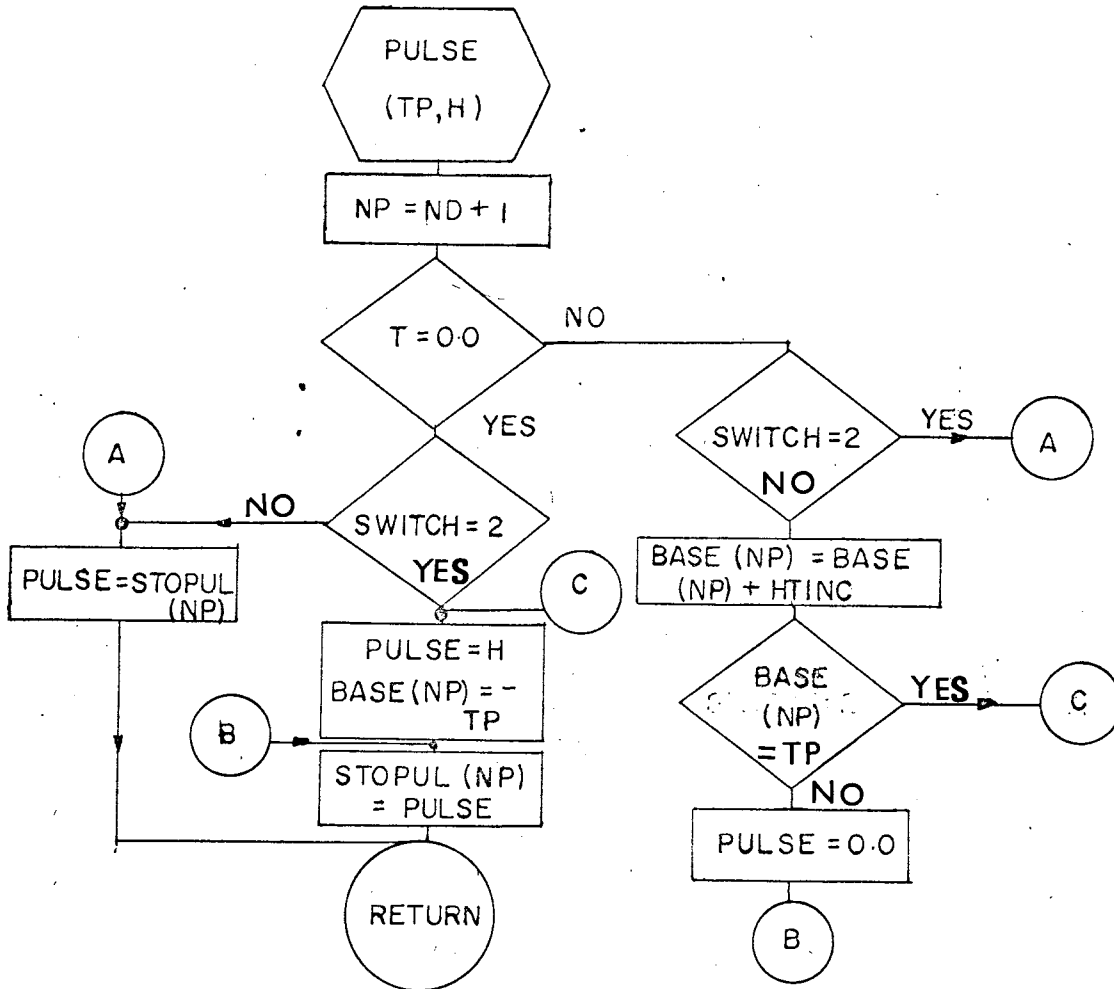 PULSE
(TP,H)
NP = ND + 1
T = 0·0
NO
YES
SWITCH = 2
YES
NO
A
PULSE = STOPUL
(NP)
C
PULSE = H
BASE (NP) = -
TP
B
STOPUL (NP)
= PULSE
RETURN
SWITCH = 2
NO
YES
A
BASE (NP) = BASE
(NP) + HTINC
BASE
(NP)
= TP
YES
C
NO
PULSE = 0·0
B